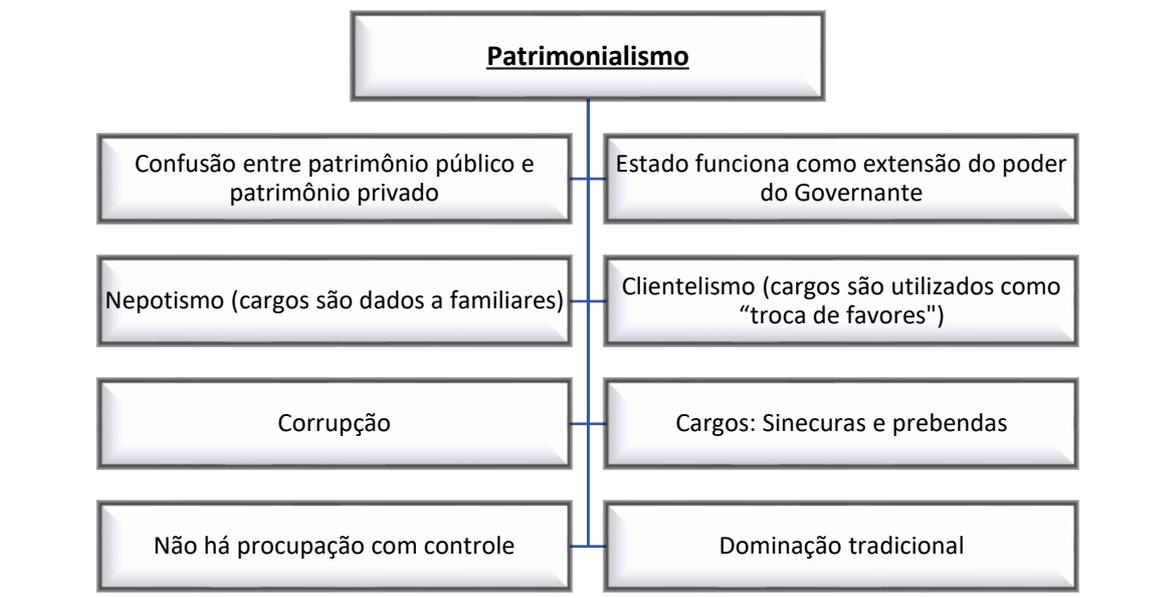 Patrimonialismo
Confusão entre patrimônio público e
patrimônio privado
Estado funciona como extensão do poder
do Governante
Nepotismo (cargos são dados a familiares)
Clientelismo (cargos são utilizados como
“troca de favores")
Corrupção
Cargos: Sinecuras e prebendas
Não há procupação com controle
Dominação tradicional